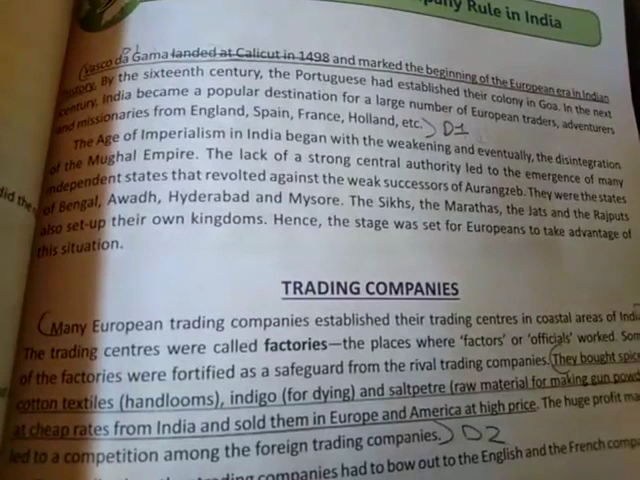 pany Rule in India
Vasco da Gama landed at Calicut in 1498 and marked the beginning of the European era in Indian
history. By the sixteenth century, the Portuguese had established their colony in Goa. In the next
century, India became a popular destination for a large number of European traders, adventurers
and missionaries from England, Spain, France, Holland, etc. D1
The Age of Imperialism in India began with the weakening and eventually, the disintegration
of the Mughal Empire. The lack of a strong central authority led to the emergence of many
independent states that revolted against the weak successors of Aurangzeb. They were the states
of Bengal, Awadh, Hyderabad and Mysore. The Sikhs, the Marathas, the Jats and the Rajputs
also set-up their own kingdoms. Hence, the stage was set for Europeans to take advantage of
this situation.
TRADING COMPANIES
Many European trading companies established their trading centres in coastal areas of India
The trading centres were called factories—the places where 'factors' or 'officials' worked. Som
of the factories were fortified as a safeguard from the rival trading companies. They bought spice
cotton textiles (handlooms), indigo (for dying) and saltpetre (raw material for making gun powd
at cheap rates from India and sold them in Europe and America at high price. The huge profit ma
led to a competition among the foreign trading companies. D2
companies had to bow out to the English and the French compa
did the